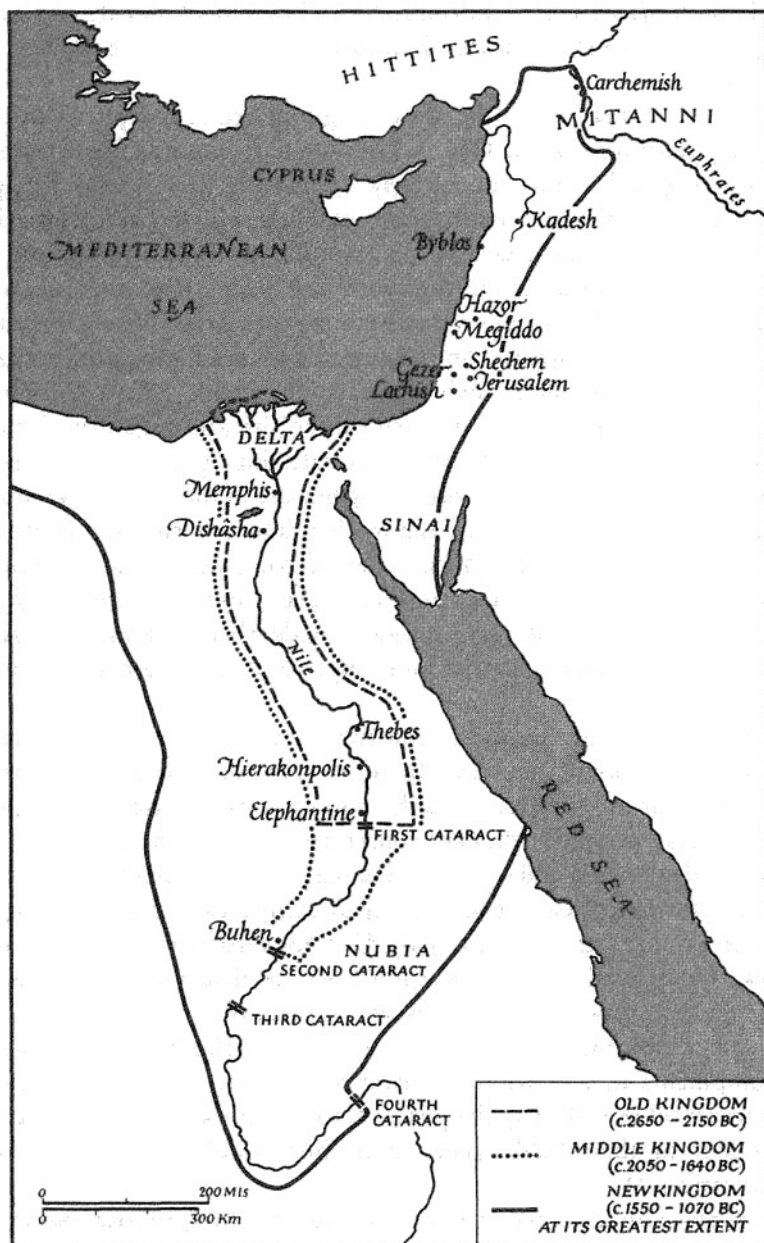 HITTITES
Carchemish
MITANNI
Euphrates
CYPRUS
Kadesh
Byblos
MEDITERRANEAN
SEA
Hazor
Megiddo
Shechem
Gezer
Jerusalem
Lachish
DELTA
Memphis
SINAI
Dishâsha
Nile
Thebes
Hierakonpolis
RED SEA
Elephantine
FIRST CATARACT
Buhen
NUBIA
SECOND CATARACT
THIRD CATARACT
FOURTH
CATARACT
OLD KINGDOM
(c.2650 – 2150 BC)
MIDDLE KINGDOM
(c.2050 – 1640 BC)
NEW KINGDOM
(c.1550 – 1070 BC)
AT ITS GREATEST EXTENT
0 200 Mls
0 300 Km